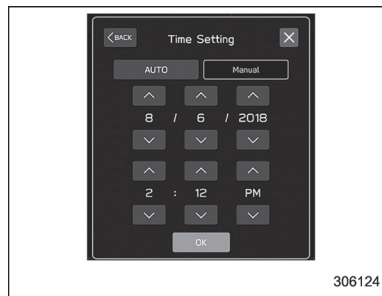 BACK Time Setting
AUTO Manual
8 / 6 / 2018
2 : 12 PM
OK
306124